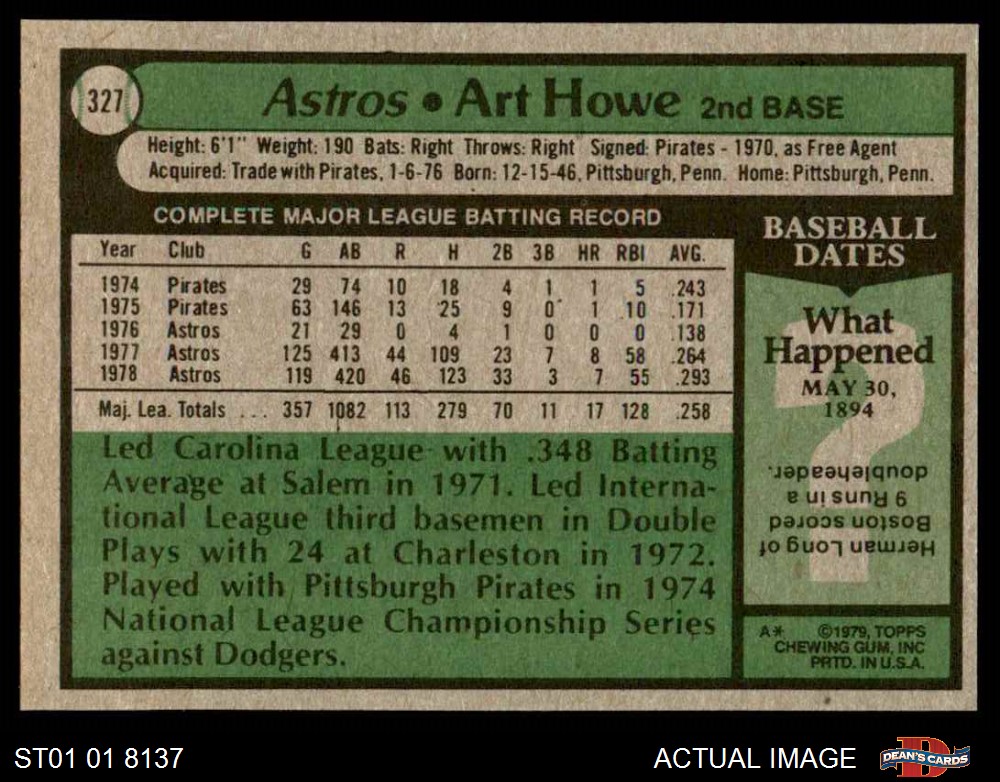 327
Astros • Art Howe 2nd BASE
Height: 6'1" Weight: 190 Bats: Right Throws: Right Signed: Pirates - 1970, as Free Agent
Acquired: Trade with Pirates, 1-6-76 Born: 12-15-46, Pittsburgh, Penn. Home: Pittsburgh, Penn.
COMPLETE MAJOR LEAGUE BATTING RECORD
Year Club G AB R H 2B 3B HR RBI AVG.
1974 Pirates 29 74 10 18 4 1 1 5 .243
1975 Pirates 63 146 13 25 9 0 1 10 .171
1976 Astros 21 29 0 4 1 0 0 0 .138
1977 Astros 125 413 44 109 23 7 8 58 .264
1978 Astros 119 420 46 123 33 3 7 55 .293
Maj. Lea. Totals ... 357 1082 113 279 70 11 17 128 .258
Led Carolina League with .348 Batting
Average at Salem in 1971. Led Interna-
tional League third basemen in Double
Plays with 24 at Charleston in 1972.
Played with Pittsburgh Pirates in 1974
National League Championship Series
against Dodgers.
BASEBALL
DATES
What
Happened
MAY 30,
1894
?
Herman Long of
Boston scored
9 Runs in a
doubleheader.
A* ©1979, TOPPS
CHEWING GUM, INC
PRTD. IN U.S.A.
ST01 01 8137
ACTUAL IMAGE
D
DEAN'S CARDS